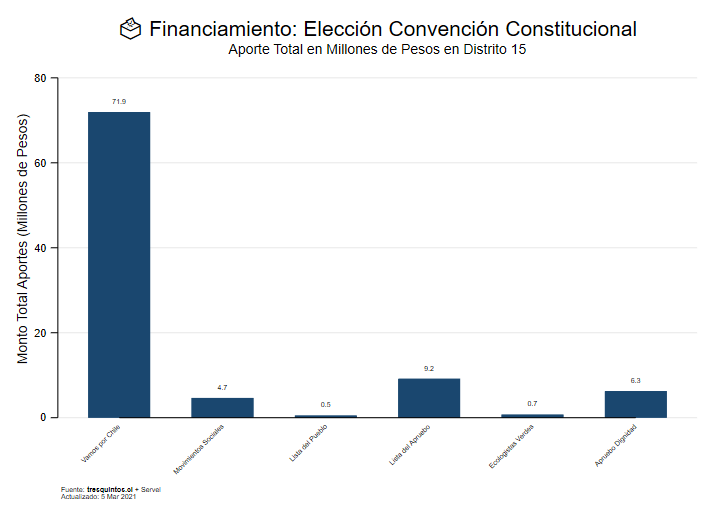 Financiamiento: Elección Convención Constitucional
Aporte Total en Millones de Pesos en Distrito 15
Monto Total Aportes (Millones de Pesos)
80
60
40
20
0
71.9
4.7
0.5
9.2
0.7
6.3
Vamos por Chile
Movimientos Sociales
Lista del Pueblo
Lista del Apruebo
Ecologistas Verdes
Apruebo Dignidad
Fuente: tresquintos.cl + Servel
Actualizado: 5 Mar 2021